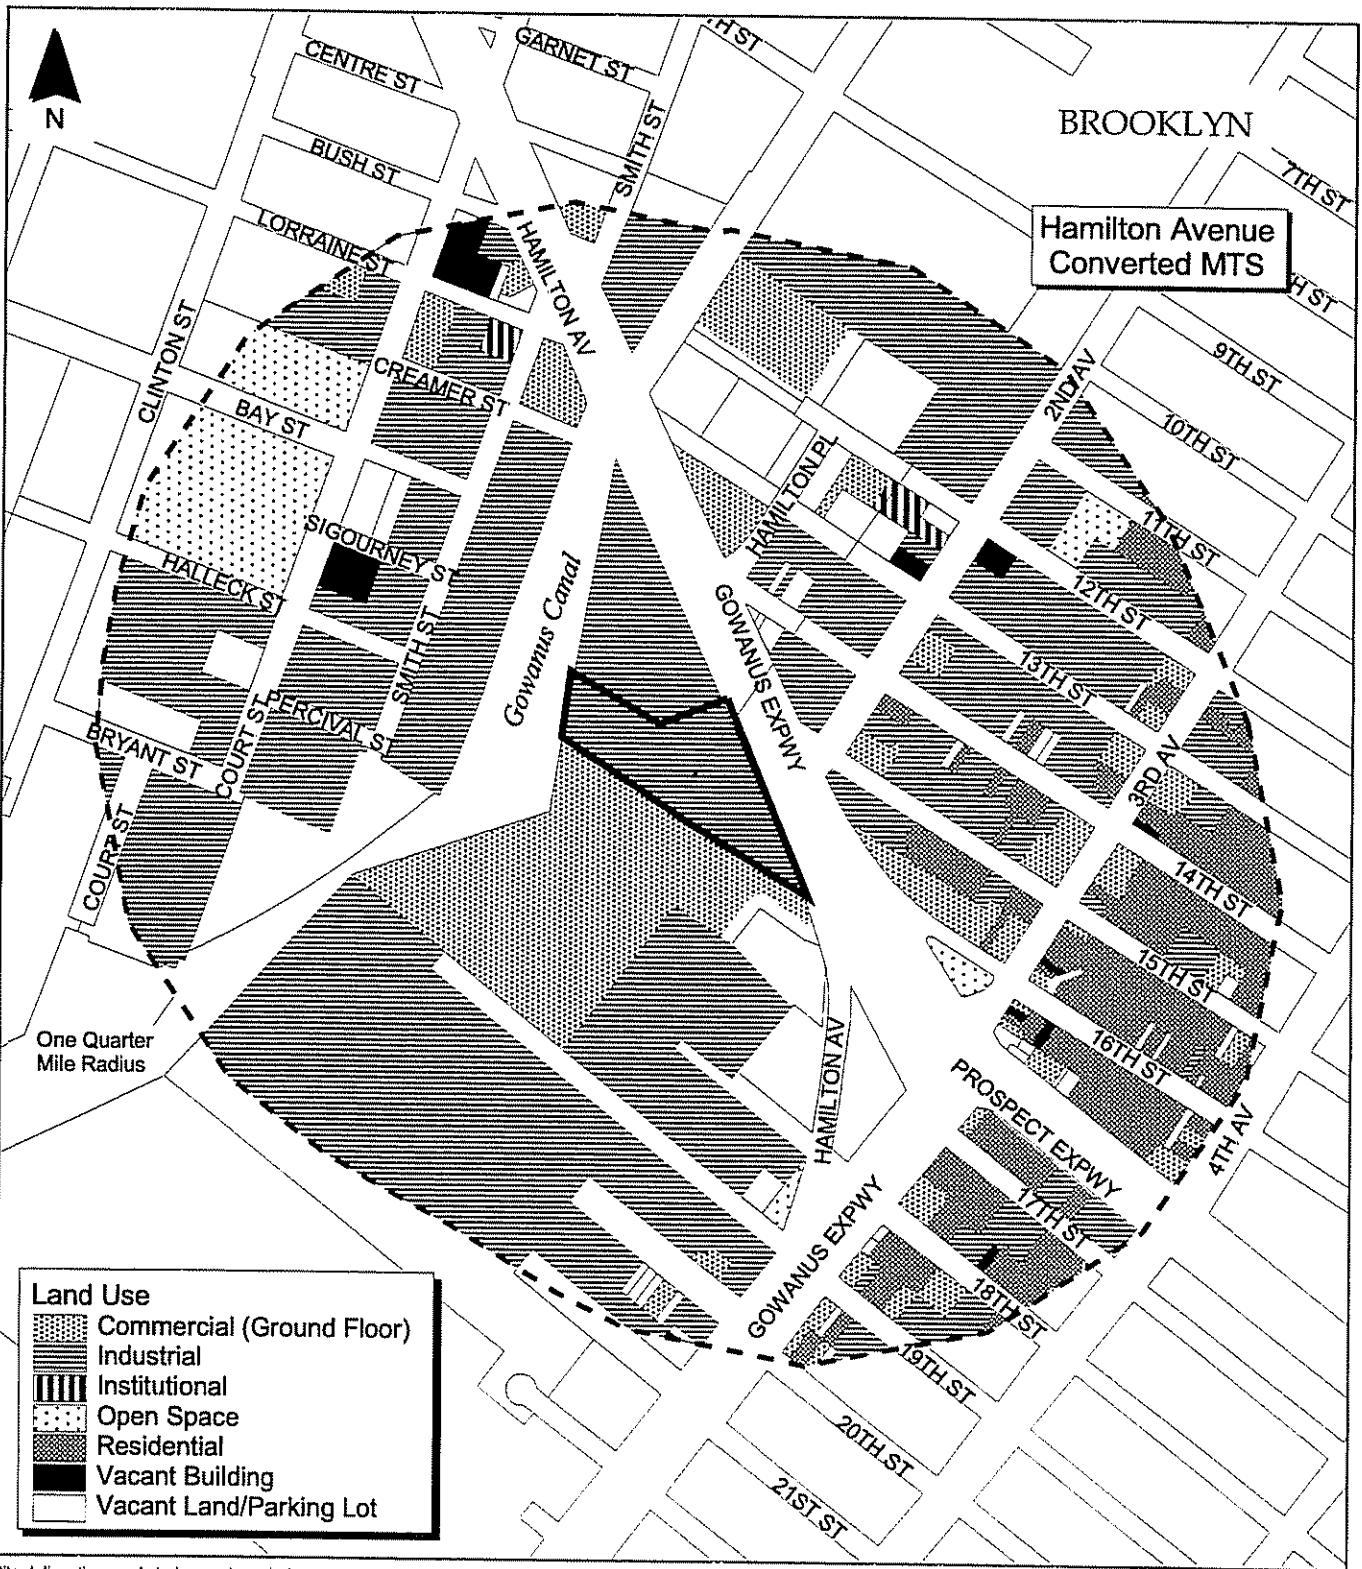 N
BROOKLYN
Hamilton Avenue
Converted MTS
CENTRE ST
GARNET ST
TH ST
SMITH ST
BUSH ST
LORRAINE ST
HAMILTON AV
7TH ST
H ST
9TH ST
10TH ST
2ND AV
CLINTON ST
CREAMER ST
BAY ST
HAMILTON PL
11TH ST
SIGOURNEY ST
HALLECK ST
SMITH ST
Gowanus Canal
GOWANUS EXPWY
12TH ST
13TH ST
PERCIVAL ST
COURT ST
BRYANT ST
3RD AV
COURT ST
14TH ST
15TH ST
16TH ST
One Quarter
Mile Radius
HAMILTON AV
PROSPECT EXPWY
4TH AV
17TH ST
GOWANUS EXPWY
18TH ST
19TH ST
20TH ST
21ST ST
Land Use
Commercial (Ground Floor)
Industrial
Institutional
Open Space
Residential
Vacant Building
Vacant Land/Parking Lot